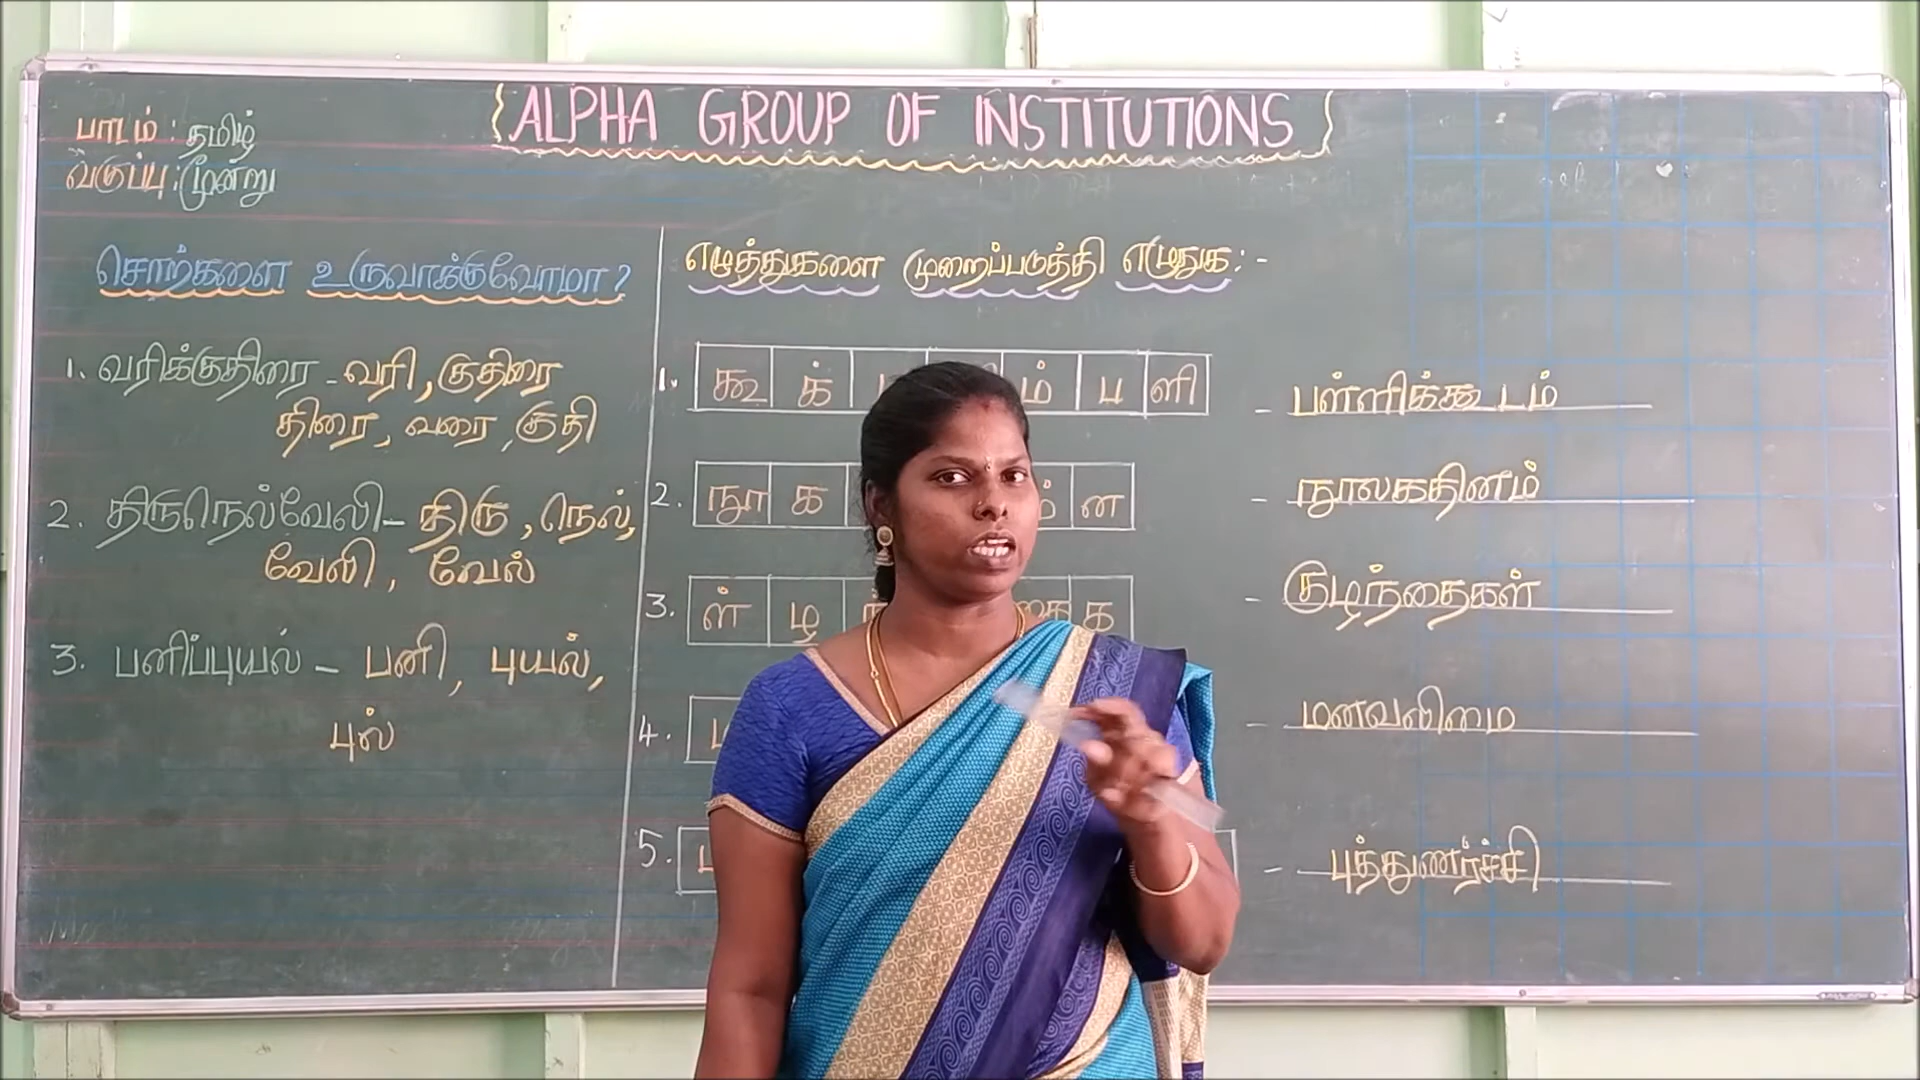 ALPHA GROUP OF INSTITUTIONS
பாடம் : தமிழ்
வகுப்பு : மூன்று
சொற்களை உருவாக்குவோமா ?
1. வரிக்குதிரை - வரி, குதிரை
திரை, வரை, குதி
2. திருநெல்வேலி - திரு, நெல்,
வேலி, வேல்
3. பனிப்புயல் - பனி, புயல்,
புல்
எழுத்துகளை முறைப்படுத்தி எழுதுக : -
1. கூ க் ம் ப ளி - பள்ளிக்கூடம்
2. நூ க ன - நூலகதினம்
3. ள் ழ க - குழந்தைகள்
4. - மனவலிமை
5. - புத்துணர்ச்சி